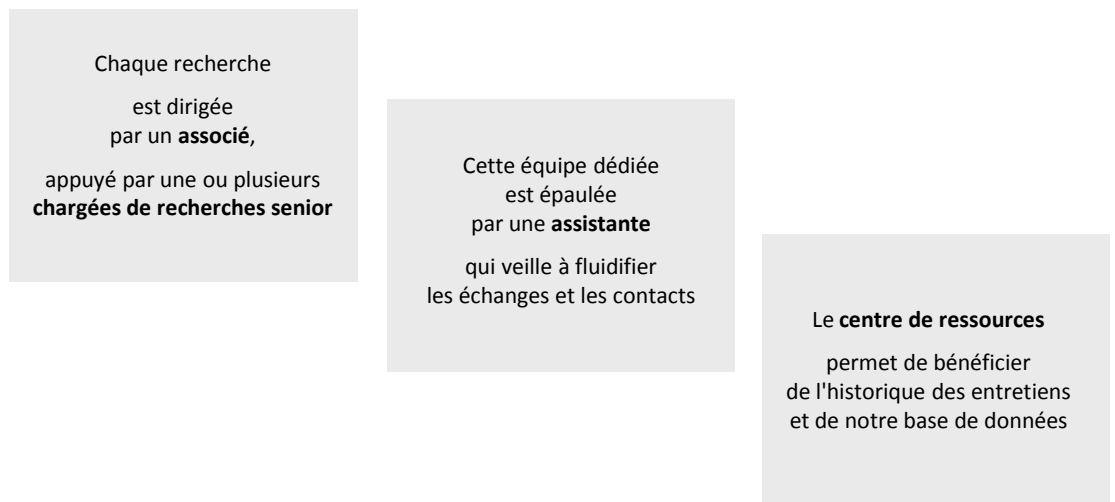 Chaque recherche
est dirigée
par un associé,
appuyé par une ou plusieurs
chargées de recherches senior
Cette équipe dédiée
est épaulée
par une assistante
qui veille à fluidifier
les échanges et les contacts
Le centre de ressources
permet de bénéficier
de l'historique des entretiens
et de notre base de données